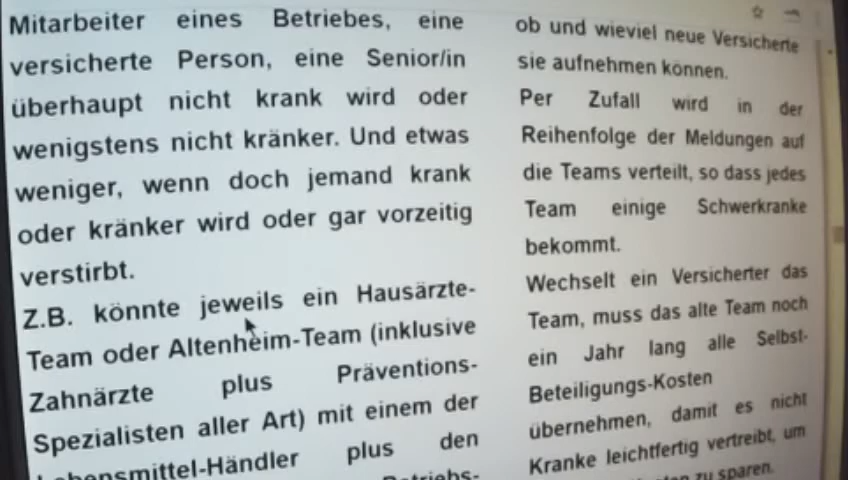 Mitarbeiter eines Betriebes, eine
versicherte Person, eine Senior/in
überhaupt nicht krank wird oder
wenigstens nicht kränker. Und etwas
weniger, wenn doch jemand krank
oder kränker wird oder gar vorzeitig
verstirbt.
Z.B. könnte jeweils ein Hausärzte-
Team oder Altenheim-Team (inklusive
Zahnärzte plus Präventions-
Spezialisten aller Art) mit einem der
Lebensmittel-Händler plus den
Betriebs-
ob und wieviel neue Versicherte
sie aufnehmen können.
Per Zufall wird in der
Reihenfolge der Meldungen auf
die Teams verteilt, so dass jedes
Team einige Schwerkranke
bekommt.
Wechselt ein Versicherter das
Team, muss das alte Team noch
ein Jahr lang alle Selbst-
Beteiligungs-Kosten
übernehmen, damit es nicht
Kranke leichtfertig vertreibt, um
zu sparen.